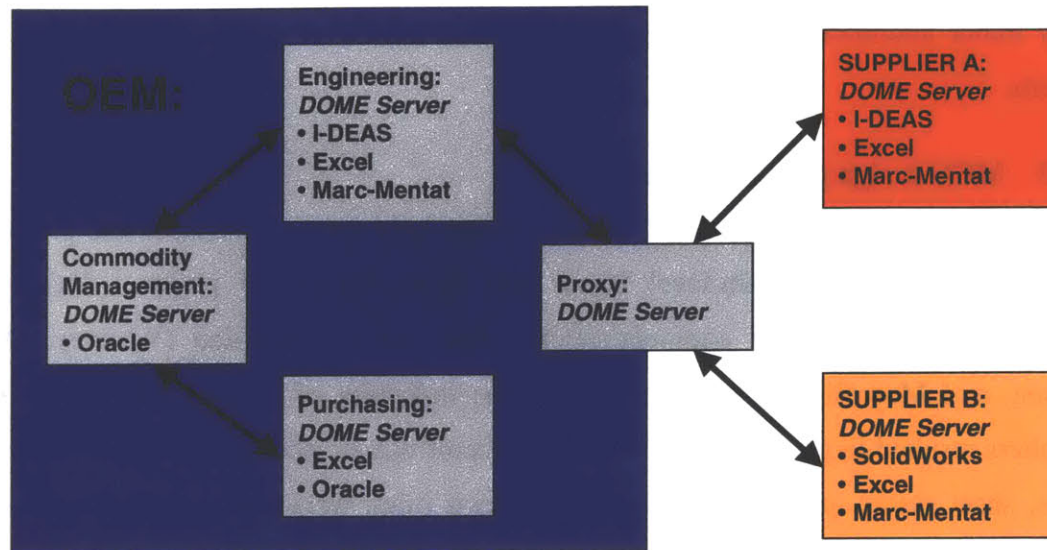 OEM:
Engineering:
DOME Server
• I-DEAS
• Excel
• Marc-Mentat
SUPPLIER A:
DOME Server
• I-DEAS
• Excel
• Marc-Mentat
Commodity
Management:
DOME Server
• Oracle
Proxy:
DOME Server
Purchasing:
DOME Server
• Excel
• Oracle
SUPPLIER B:
DOME Server
• SolidWorks
• Excel
• Marc-Mentat